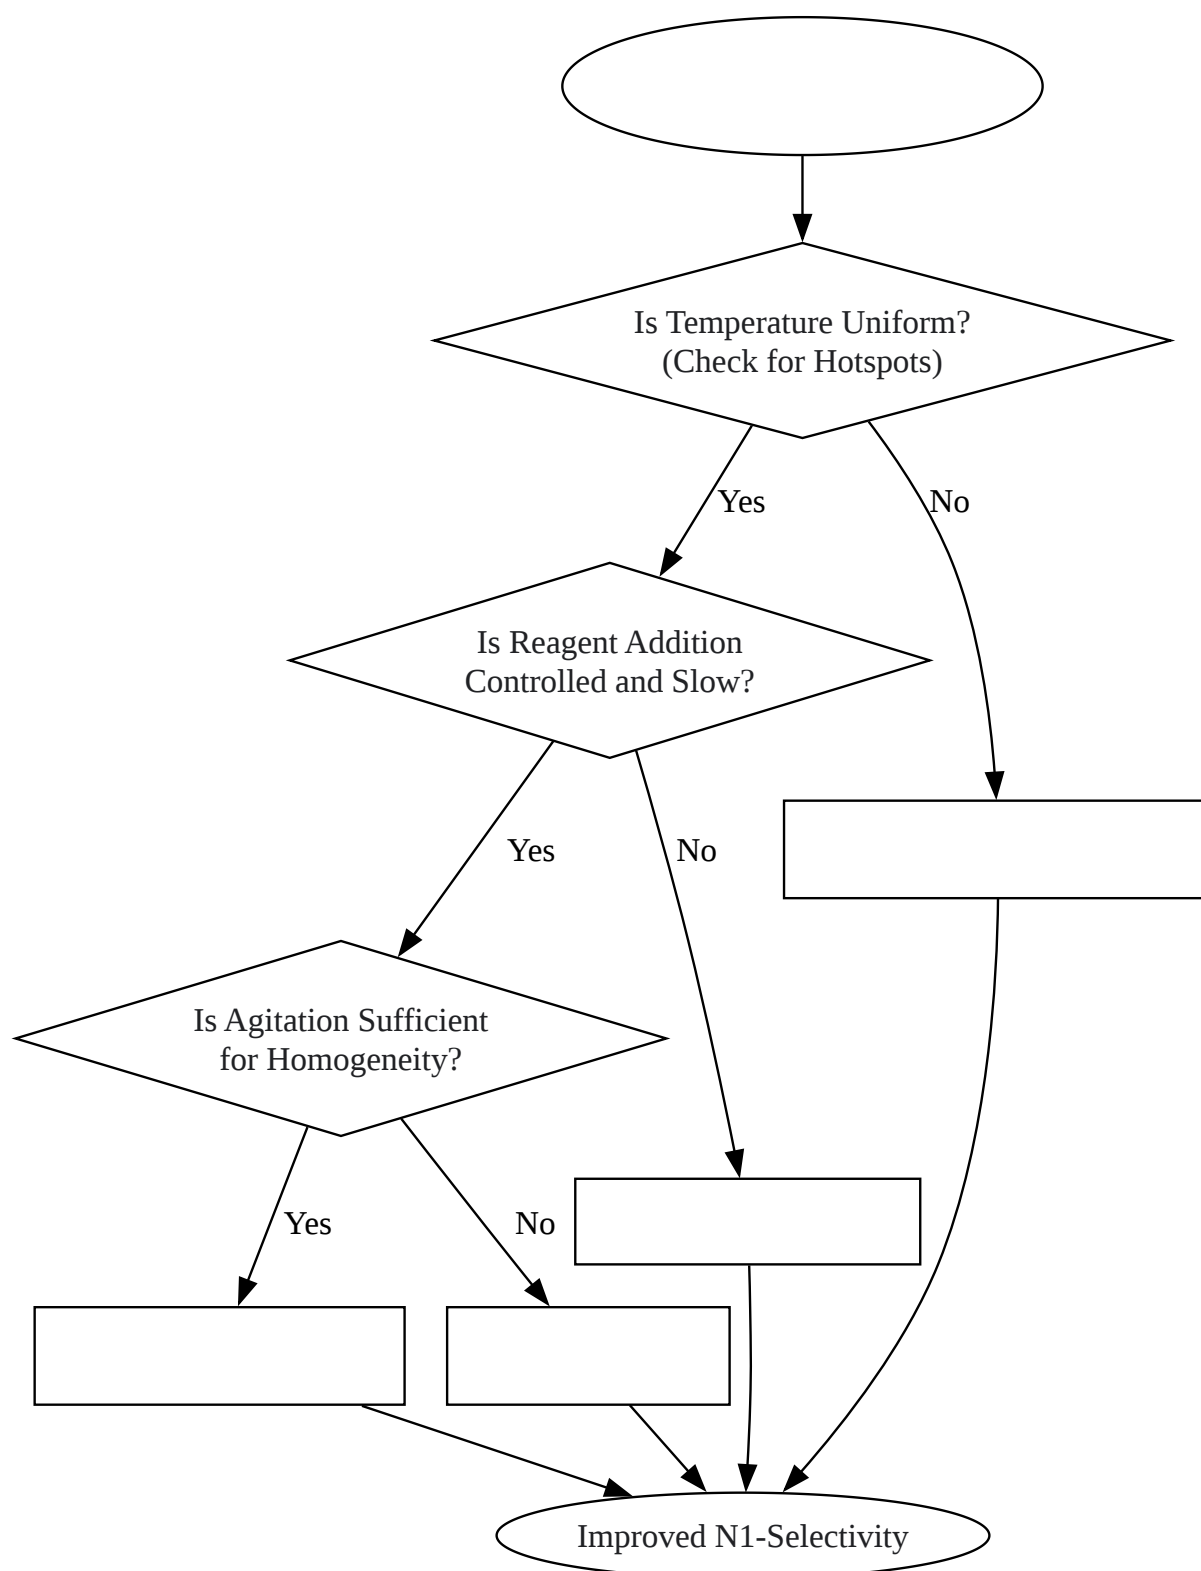 Is Temperature Uniform?
(Check for Hotspots)
Yes
No
Is Reagent Addition
Controlled and Slow?
Yes
No
Is Agitation Sufficient
for Homogeneity?
Yes
No
Improved N1-Selectivity